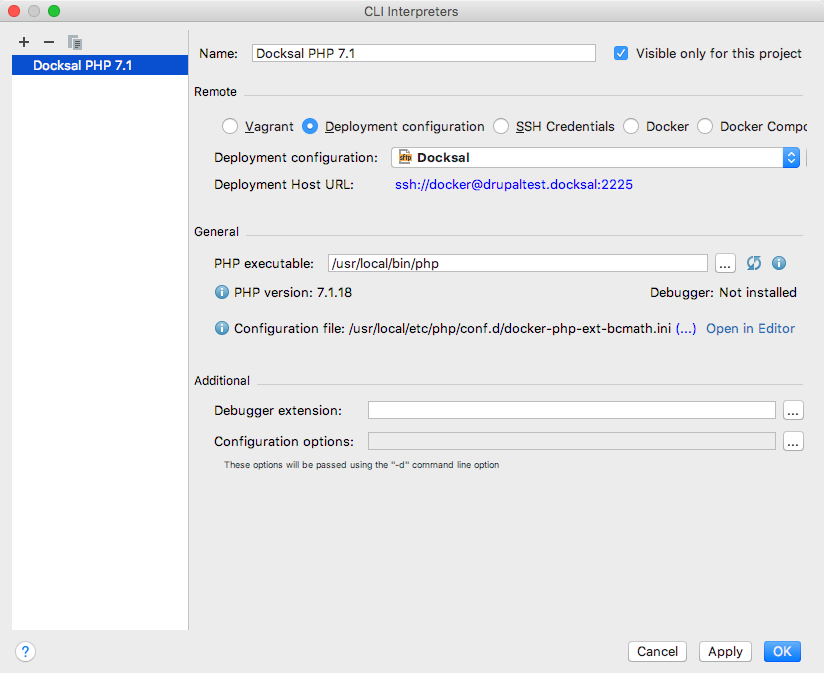 CLI Interpreters
Docksal PHP 7.1
Name: Docksal PHP 7.1 Visible only for this project
Remote
Vagrant Deployment configuration SSH Credentials Docker Docker Compo
Deployment configuration: sftp Docksal
Deployment Host URL: ssh://docker@drupaltest.docksal:2225
General
PHP executable: /usr/local/bin/php ...
PHP version: 7.1.18 Debugger: Not installed
Configuration file: /usr/local/etc/php/conf.d/docker-php-ext-bcmath.ini (...) Open in Editor
Additional
Debugger extension: ...
Configuration options: ...
These options will be passed using the "-d" command line option
? Cancel Apply OK